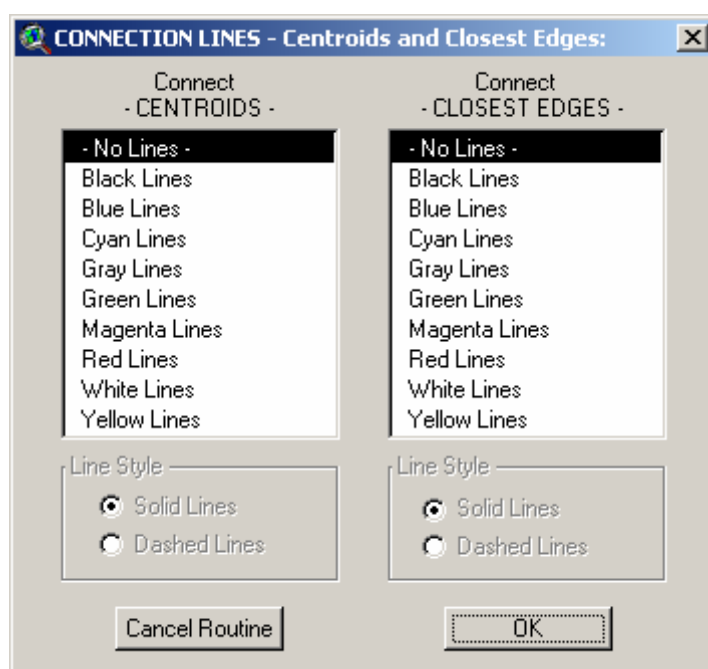 CONNECTION LINES - Centroids and Closest Edges:
Connect
- CENTROIDS -
- No Lines -
Black Lines
Blue Lines
Cyan Lines
Gray Lines
Green Lines
Magenta Lines
Red Lines
White Lines
Yellow Lines
Line Style
Solid Lines
Dashed Lines
Cancel Routine
Connect
- CLOSEST EDGES -
- No Lines -
Black Lines
Blue Lines
Cyan Lines
Gray Lines
Green Lines
Magenta Lines
Red Lines
White Lines
Yellow Lines
Line Style
Solid Lines
Dashed Lines
OK